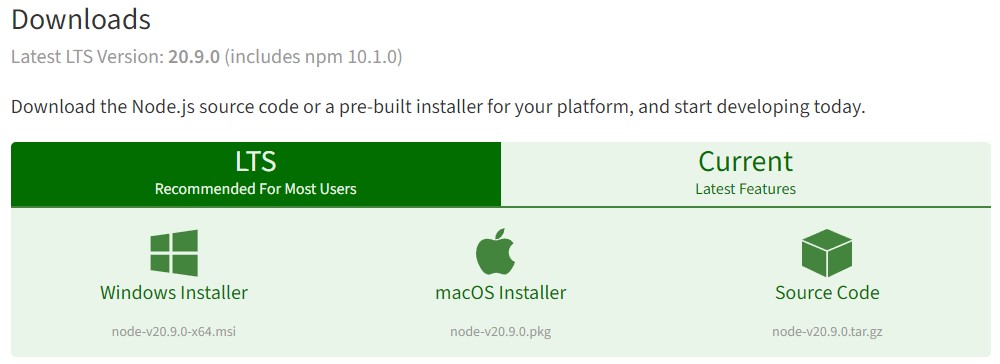 Downloads
Latest LTS Version: 20.9.0 (includes npm 10.1.0)
Download the Node.js source code or a pre-built installer for your platform, and start developing today.
LTS
Recommended For Most Users
Current
Latest Features
Windows Installer
node-v20.9.0-x64.msi
macOS Installer
node-v20.9.0.pkg
Source Code
node-v20.9.0.tar.gz